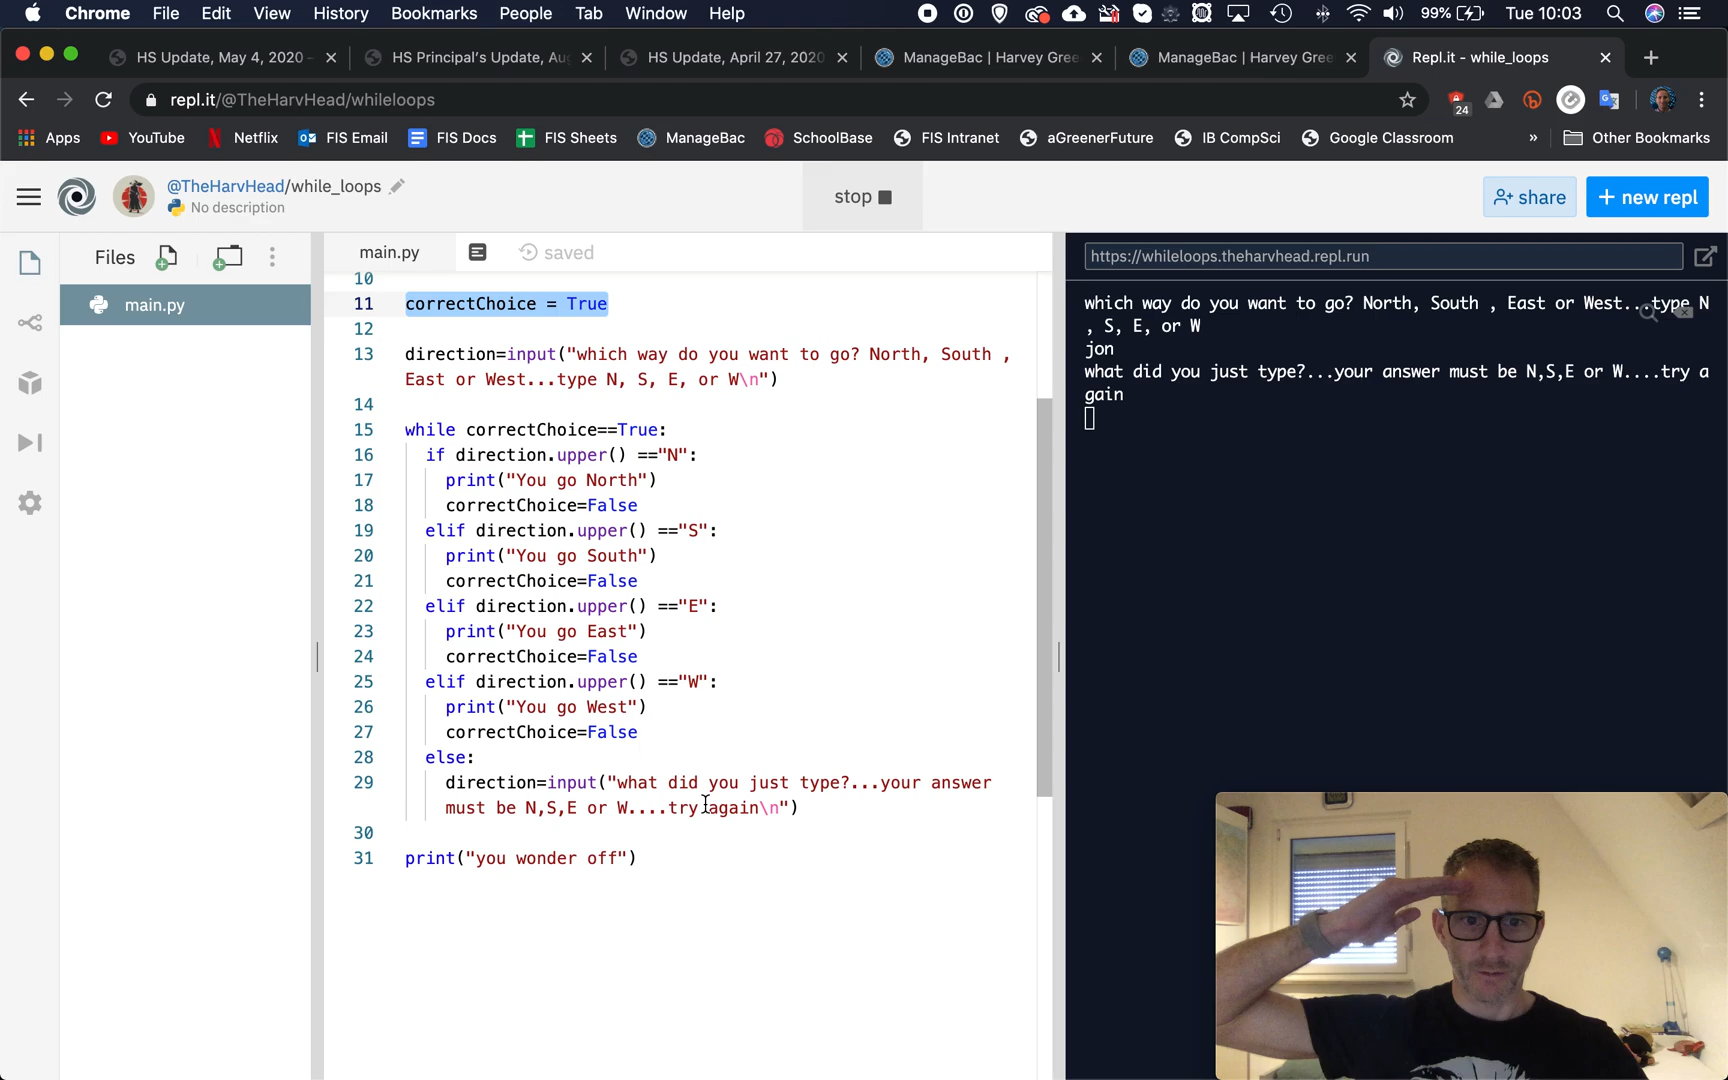 Chrome File Edit View History Bookmarks People Tab Window Help 99% Tue 10:03
HS Update, May 4, 2020 - HS Principal's Update, Au HS Update, April 27, 2020 ManageBac | Harvey Gree ManageBac | Harvey Gree Repl.it - while_loops
repl.it/@TheHarvHead/whileloops 24
Apps YouTube Netflix FIS Email FIS Docs FIS Sheets ManageBac SchoolBase FIS Intranet aGreenerFuture IB CompSci Google Classroom » Other Bookmarks
@TheHarvHead/while_loops
No description
stop
share
+ new repl
Files
main.py
main.py saved
10
11 correctChoice = True
12
13 direction=input("which way do you want to go? North, South ,
East or West...type N, S, E, or W\n")
14
15 while correctChoice==True:
16 if direction.upper() =="N":
17 print("You go North")
18 correctChoice=False
19 elif direction.upper() =="S":
20 print("You go South")
21 correctChoice=False
22 elif direction.upper() =="E":
23 print("You go East")
24 correctChoice=False
25 elif direction.upper() =="W":
26 print("You go West")
27 correctChoice=False
28 else:
29 direction=input("what did you just type?...your answer
must be N,S,E or W....try again\n")
30
31 print("you wonder off")
https://whileloops.theharvhead.repl.run
which way do you want to go? North, South , East or West...type N
, S, E, or W
jon
what did you just type?...your answer must be N,S,E or W....try a
gain